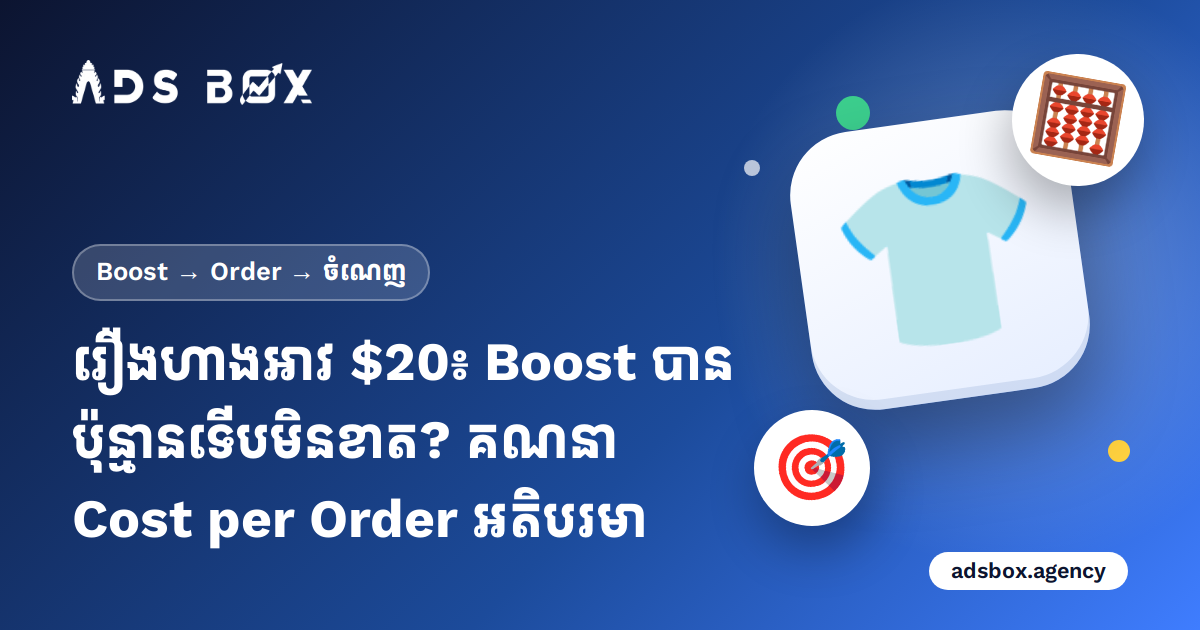 ADS BOX
Boost → Order → ចំណេញ
រឿងហាងអាវ $20៖ Boost បាន
ប៉ុន្មានទើបមិនខាត? គណនា
Cost per Order អតិបរមា
adsbox.agency